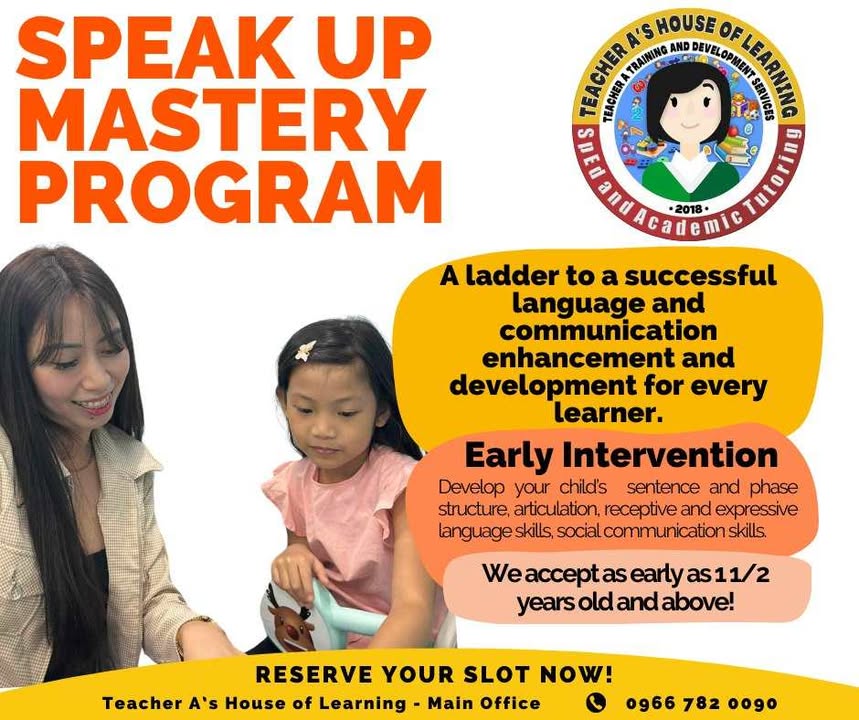 SPEAK UP
MASTERY
PROGRAM
TEACHER A'S HOUSE OF LEARNING
TEACHER A TRAINING AND DEVELOPMENT SERVICES
• 2018 •
SpEd and Academic Tutoring
A ladder to a successful
language and
communication
enhancement and
development for every
learner.
Early Intervention
Develop your child's sentence and phase
structure, articulation, receptive and expressive
language skills, social communication skills.
We accept as early as 1 1/2
years old and above!
RESERVE YOUR SLOT NOW!
Teacher A's House of Learning - Main Office 0966 782 0090